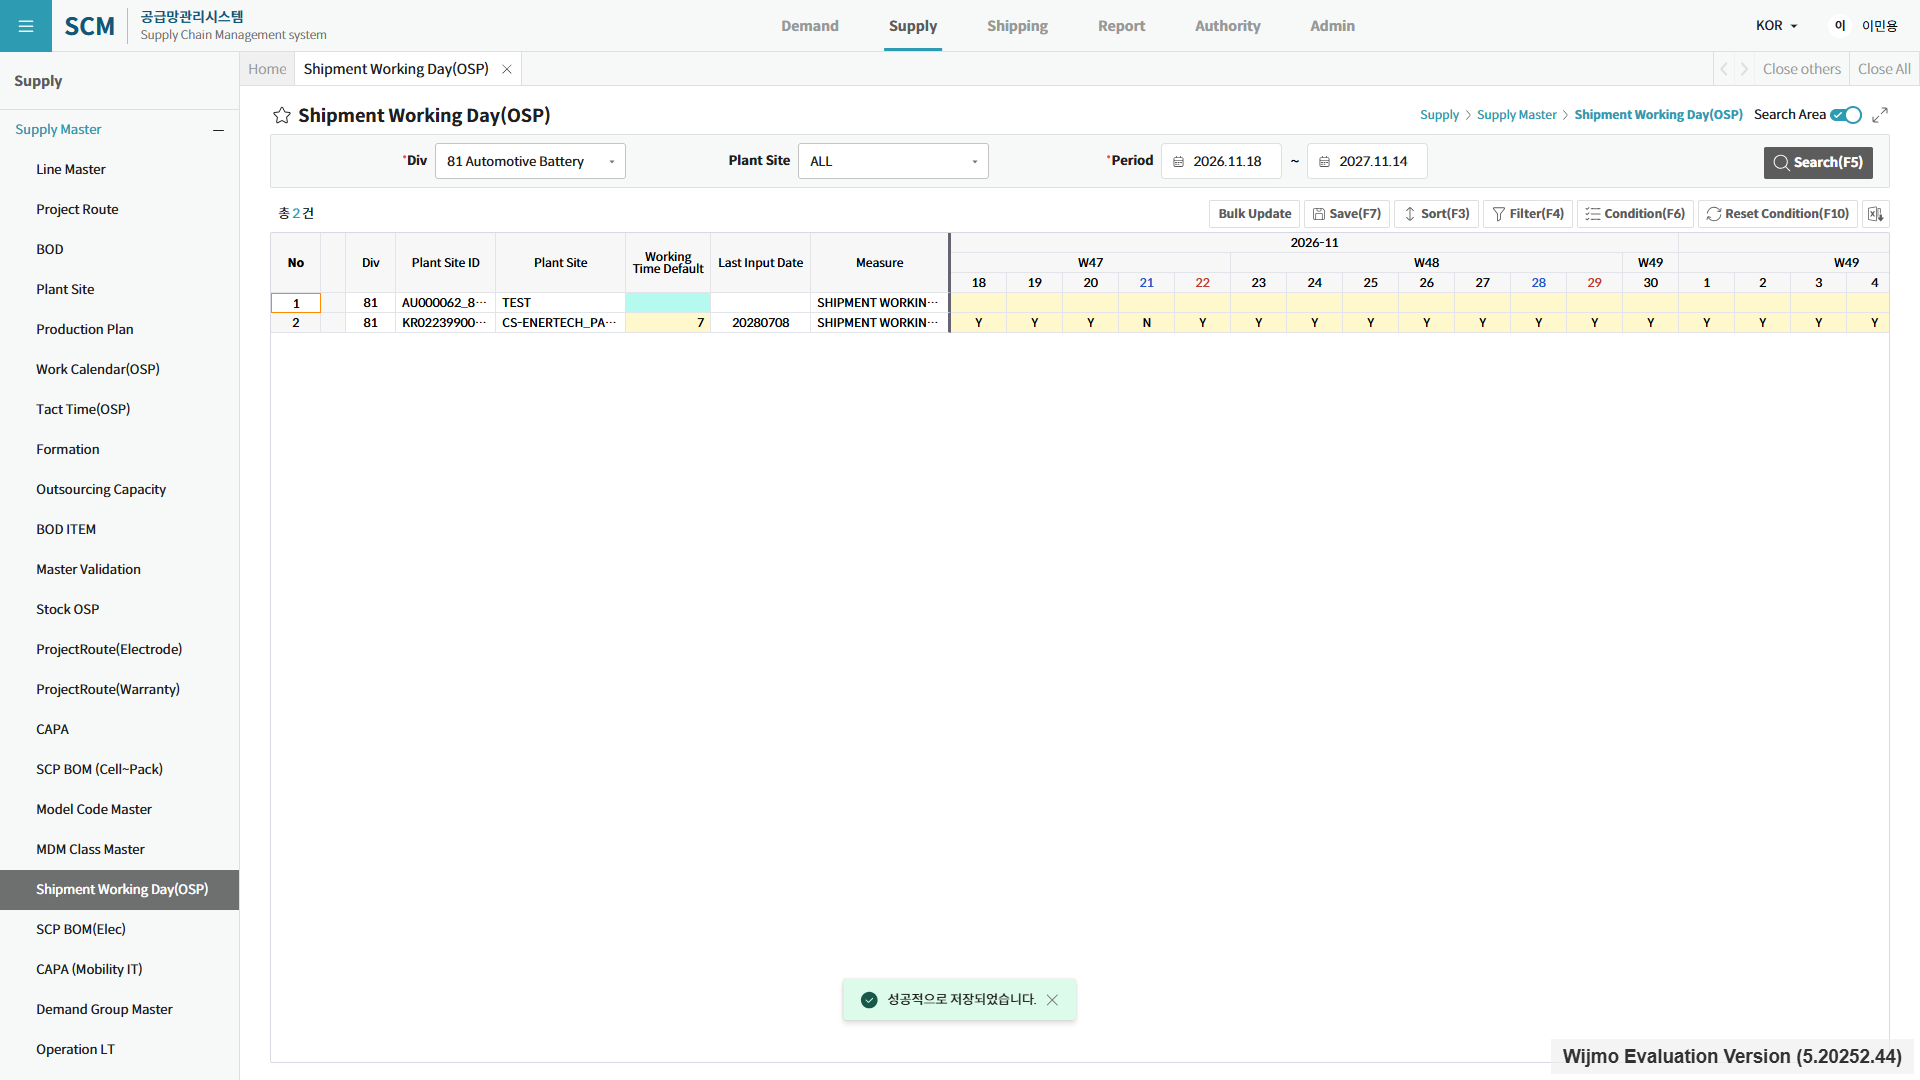 SCM
공급망관리시스템
Supply Chain Management system
Demand
Supply
Shipping
Report
Authority
Admin
KOR
이
이민용
Supply
Home
Shipment Working Day(OSP)
Close others
Close All
Supply Master
Line Master
Project Route
BOD
Plant Site
Production Plan
Work Calendar(OSP)
Tact Time(OSP)
Formation
Outsourcing Capacity
BOD ITEM
Master Validation
Stock OSP
ProjectRoute(Electrode)
ProjectRoute(Warranty)
CAPA
SCP BOM (Cell~Pack)
Model Code Master
MDM Class Master
Shipment Working Day(OSP)
SCP BOM(Elec)
CAPA (Mobility IT)
Demand Group Master
Operation LT
Shipment Working Day(OSP)
Supply > Supply Master > Shipment Working Day(OSP)
Search Area
*Div 81 Automotive Battery
Plant Site ALL
*Period 2026.11.18 ~ 2027.11.14
Search(F5)
총 2 건
Bulk Update
Save(F7)
Sort(F3)
Filter(F4)
Condition(F6)
Reset Condition(F10)
No Div Plant Site ID Plant Site Working Time Default Last Input Date Measure
2026-11
W47 W48 W49 W49
18 19 20 21 22 23 24 25 26 27 28 29 30 1 2 3 4
1 81 AU000062_8··· TEST SHIPMENT WORKIN···
2 81 KR02239900··· CS-ENERTECH_PA··· 7 20280708 SHIPMENT WORKIN··· Y Y Y N Y Y Y Y Y Y Y Y Y Y Y Y Y
성공적으로 저장되었습니다.
Wijmo Evaluation Version (5.20252.44)